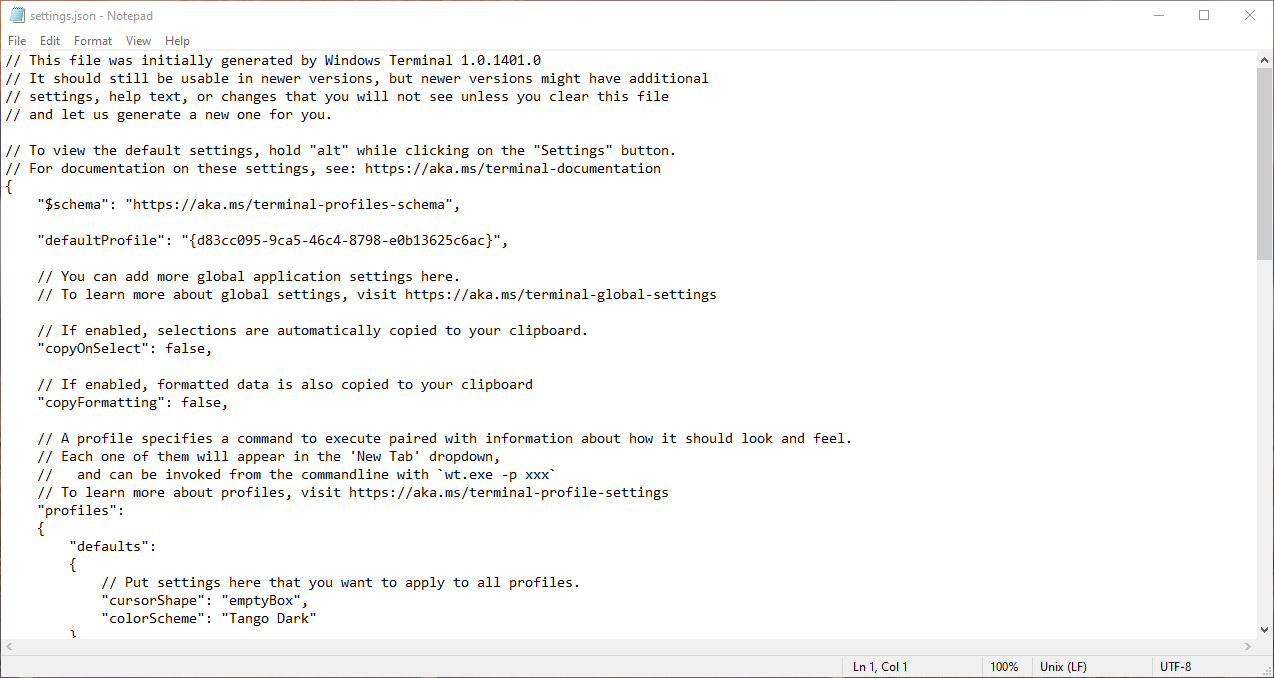 settings.json - Notepad
File Edit Format View Help
// This file was initially generated by Windows Terminal 1.0.1401.0
// It should still be usable in newer versions, but newer versions might have additional
// settings, help text, or changes that you will not see unless you clear this file
// and let us generate a new one for you.

// To view the default settings, hold "alt" while clicking on the "Settings" button.
// For documentation on these settings, see: https://aka.ms/terminal-documentation
{
    "$schema": "https://aka.ms/terminal-profiles-schema",

    "defaultProfile": "{d83cc095-9ca5-46c4-8798-e0b13625c6ac}",

    // You can add more global application settings here.
    // To learn more about global settings, visit https://aka.ms/terminal-global-settings

    // If enabled, selections are automatically copied to your clipboard.
    "copyOnSelect": false,

    // If enabled, formatted data is also copied to your clipboard
    "copyFormatting": false,

    // A profile specifies a command to execute paired with information about how it should look and feel.
    // Each one of them will appear in the 'New Tab' dropdown,
    //   and can be invoked from the commandline with `wt.exe -p xxx`
    // To learn more about profiles, visit https://aka.ms/terminal-profile-settings
    "profiles":
    {
        "defaults":
        {
            // Put settings here that you want to apply to all profiles.
            "cursorShape": "emptyBox",
            "colorScheme": "Tango Dark"
        }
Ln 1, Col 1 100% Unix (LF) UTF-8